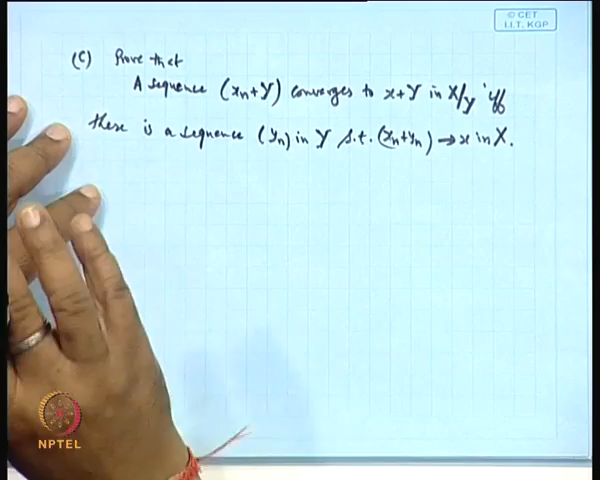 © CET
I.I.T. KGP
(C) Prove that
A sequence (xn+Y) converges to x+Y in X/Y iff
there is a sequence (yn) in Y s.t. (xn+yn) → x in X.
NPTEL